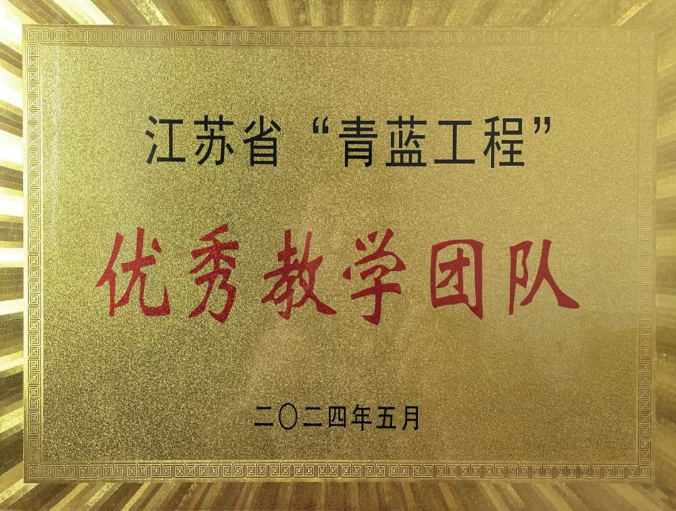 江苏省“青蓝工程”
优秀教学团队
二〇二四年五月